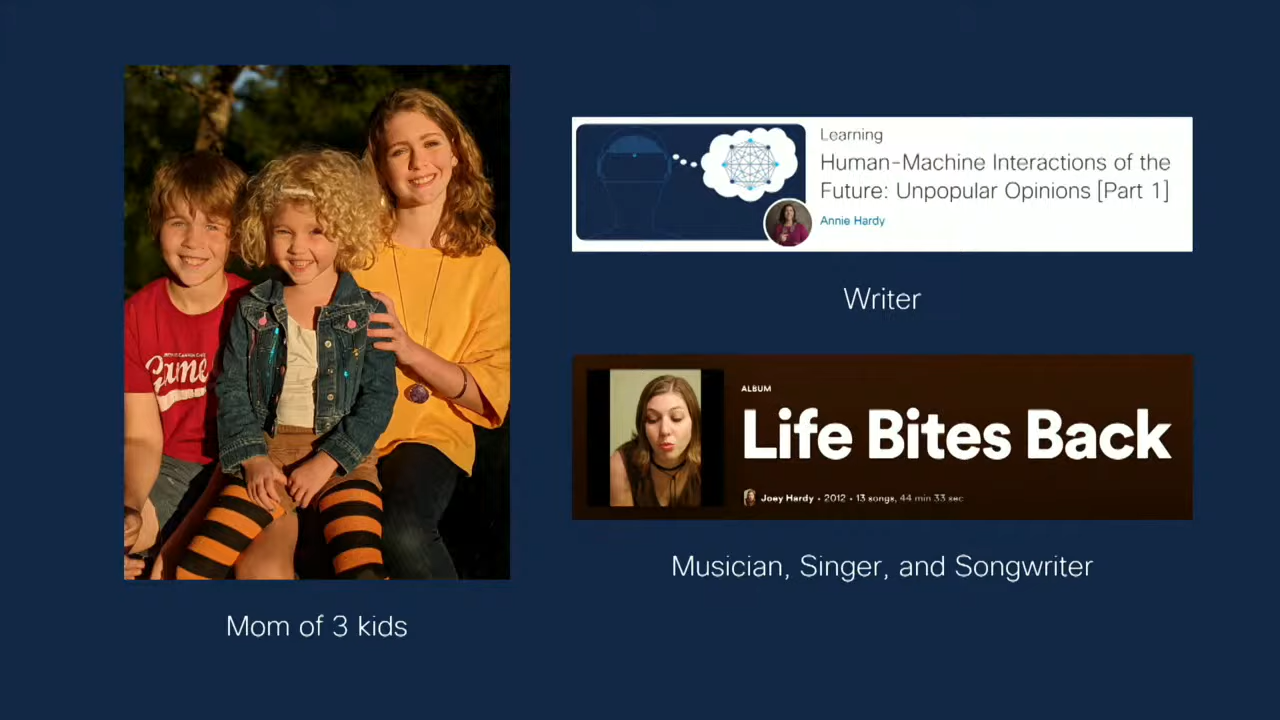 Game
Mom of 3 kids
Learning
Human-Machine Interactions of the
Future: Unpopular Opinions [Part 1]
Annie Hardy
Writer
ALBUM
Life Bites Back
Joey Hardy • 2012 • 13 songs, 44 min 33 sec
Musician, Singer, and Songwriter